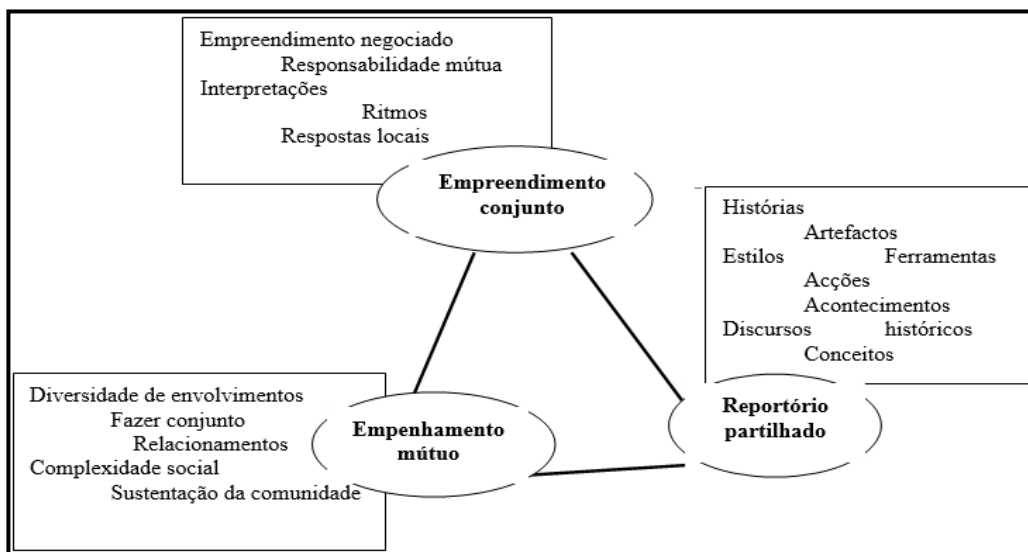 Empreendimento negociado
Responsabilidade mútua
Interpretações
Ritmos
Respostas locais
Empreendimento
conjunto
Histórias
Artefactos
Estilos Ferramentas
Acções
Acontecimentos
Discursos históricos
Conceitos
Reportório
partilhado
Diversidade de envolvimentos
Fazer conjunto
Relacionamentos
Complexidade social
Sustentação da comunidade
Empenhamento
mútuo